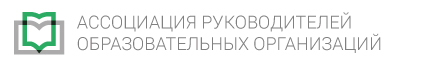 АССОЦИАЦИЯ РУКОВОДИТЕЛЕЙ
ОБРАЗОВАТЕЛЬНЫХ ОРГАНИЗАЦИЙ